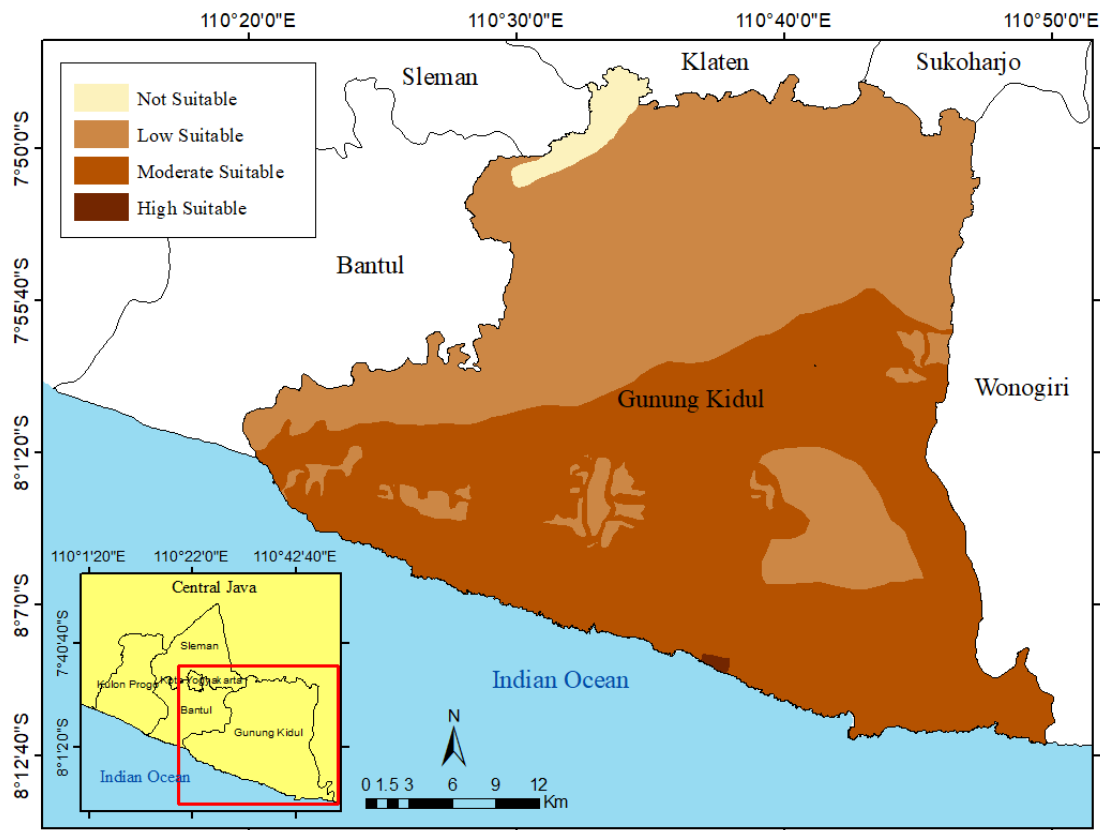 110°20'0"E 110°30'0"E 110°40'0"E 110°50'0"E
Sleman Klaten Sukoharjo
Not Suitable
Low Suitable
Moderate Suitable
High Suitable
7°50'0"S
7°55'40"S
8°1'20"S
8°7'0"S
8°12'40"S
Bantul
Wonogiri
Gunung Kidul
Indian Ocean
110°1'20"E 110°22'0"E 110°42'40"E
7°40'40"S
8°1'20"S
Central Java
Sleman
Kulon Progo
Kota Yogyakarta
Bantul
Gunung Kidul
Indian Ocean
N
0 1.5 3 6 9 12
Km